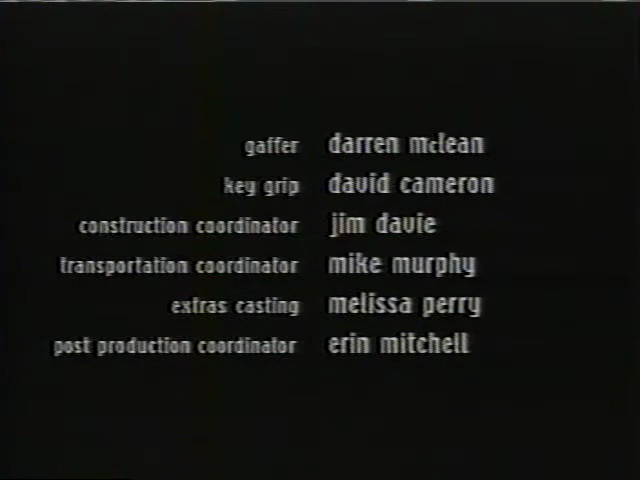 gaffer darren mclean
key grip david cameron
construction coordinator jim davie
transportation coordinator mike murphy
extras casting melissa perry
post production coordinator erin mitchell